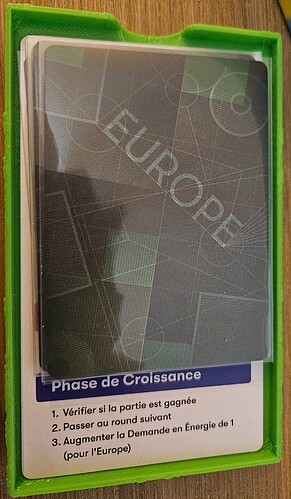 EUROPE
Phase de Croissance
1. Vérifier si la partie est gagnée
2. Passer au round suivant
3. Augmenter la Demande en Énergie de 1
(pour l'Europe)